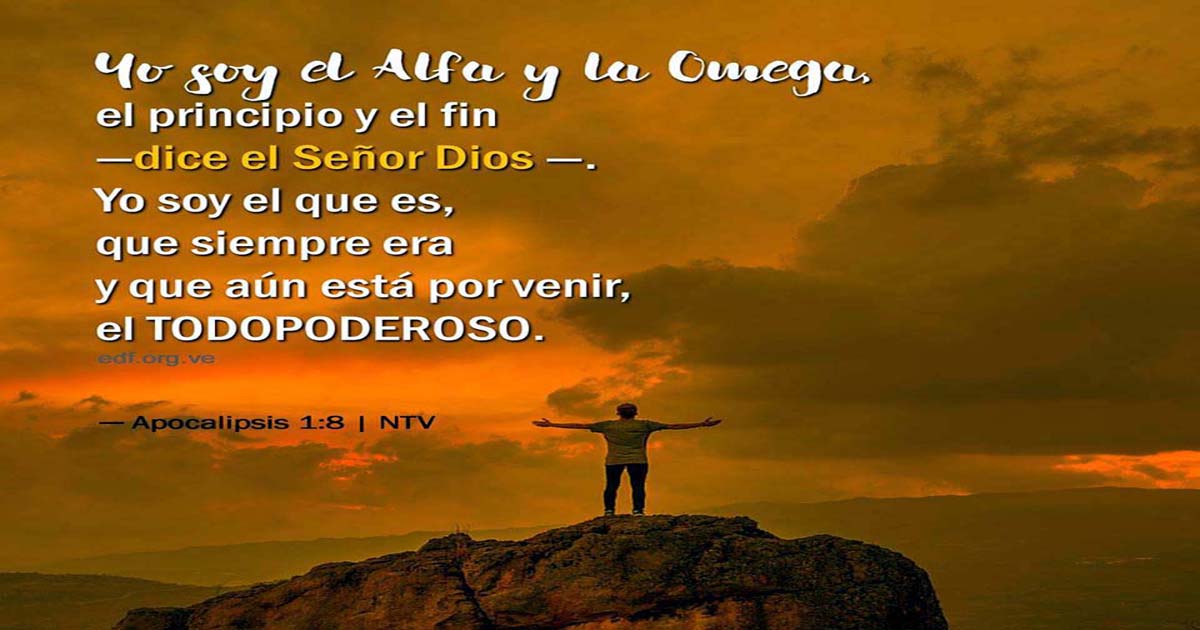 Yo soy el Alfa y la Omega,
el principio y el fin
—dice el Señor Dios —.
Yo soy el que es,
que siempre era
y que aún está por venir,
el TODOPODEROSO.
edf.org.ve
— Apocalipsis 1:8 | NTV